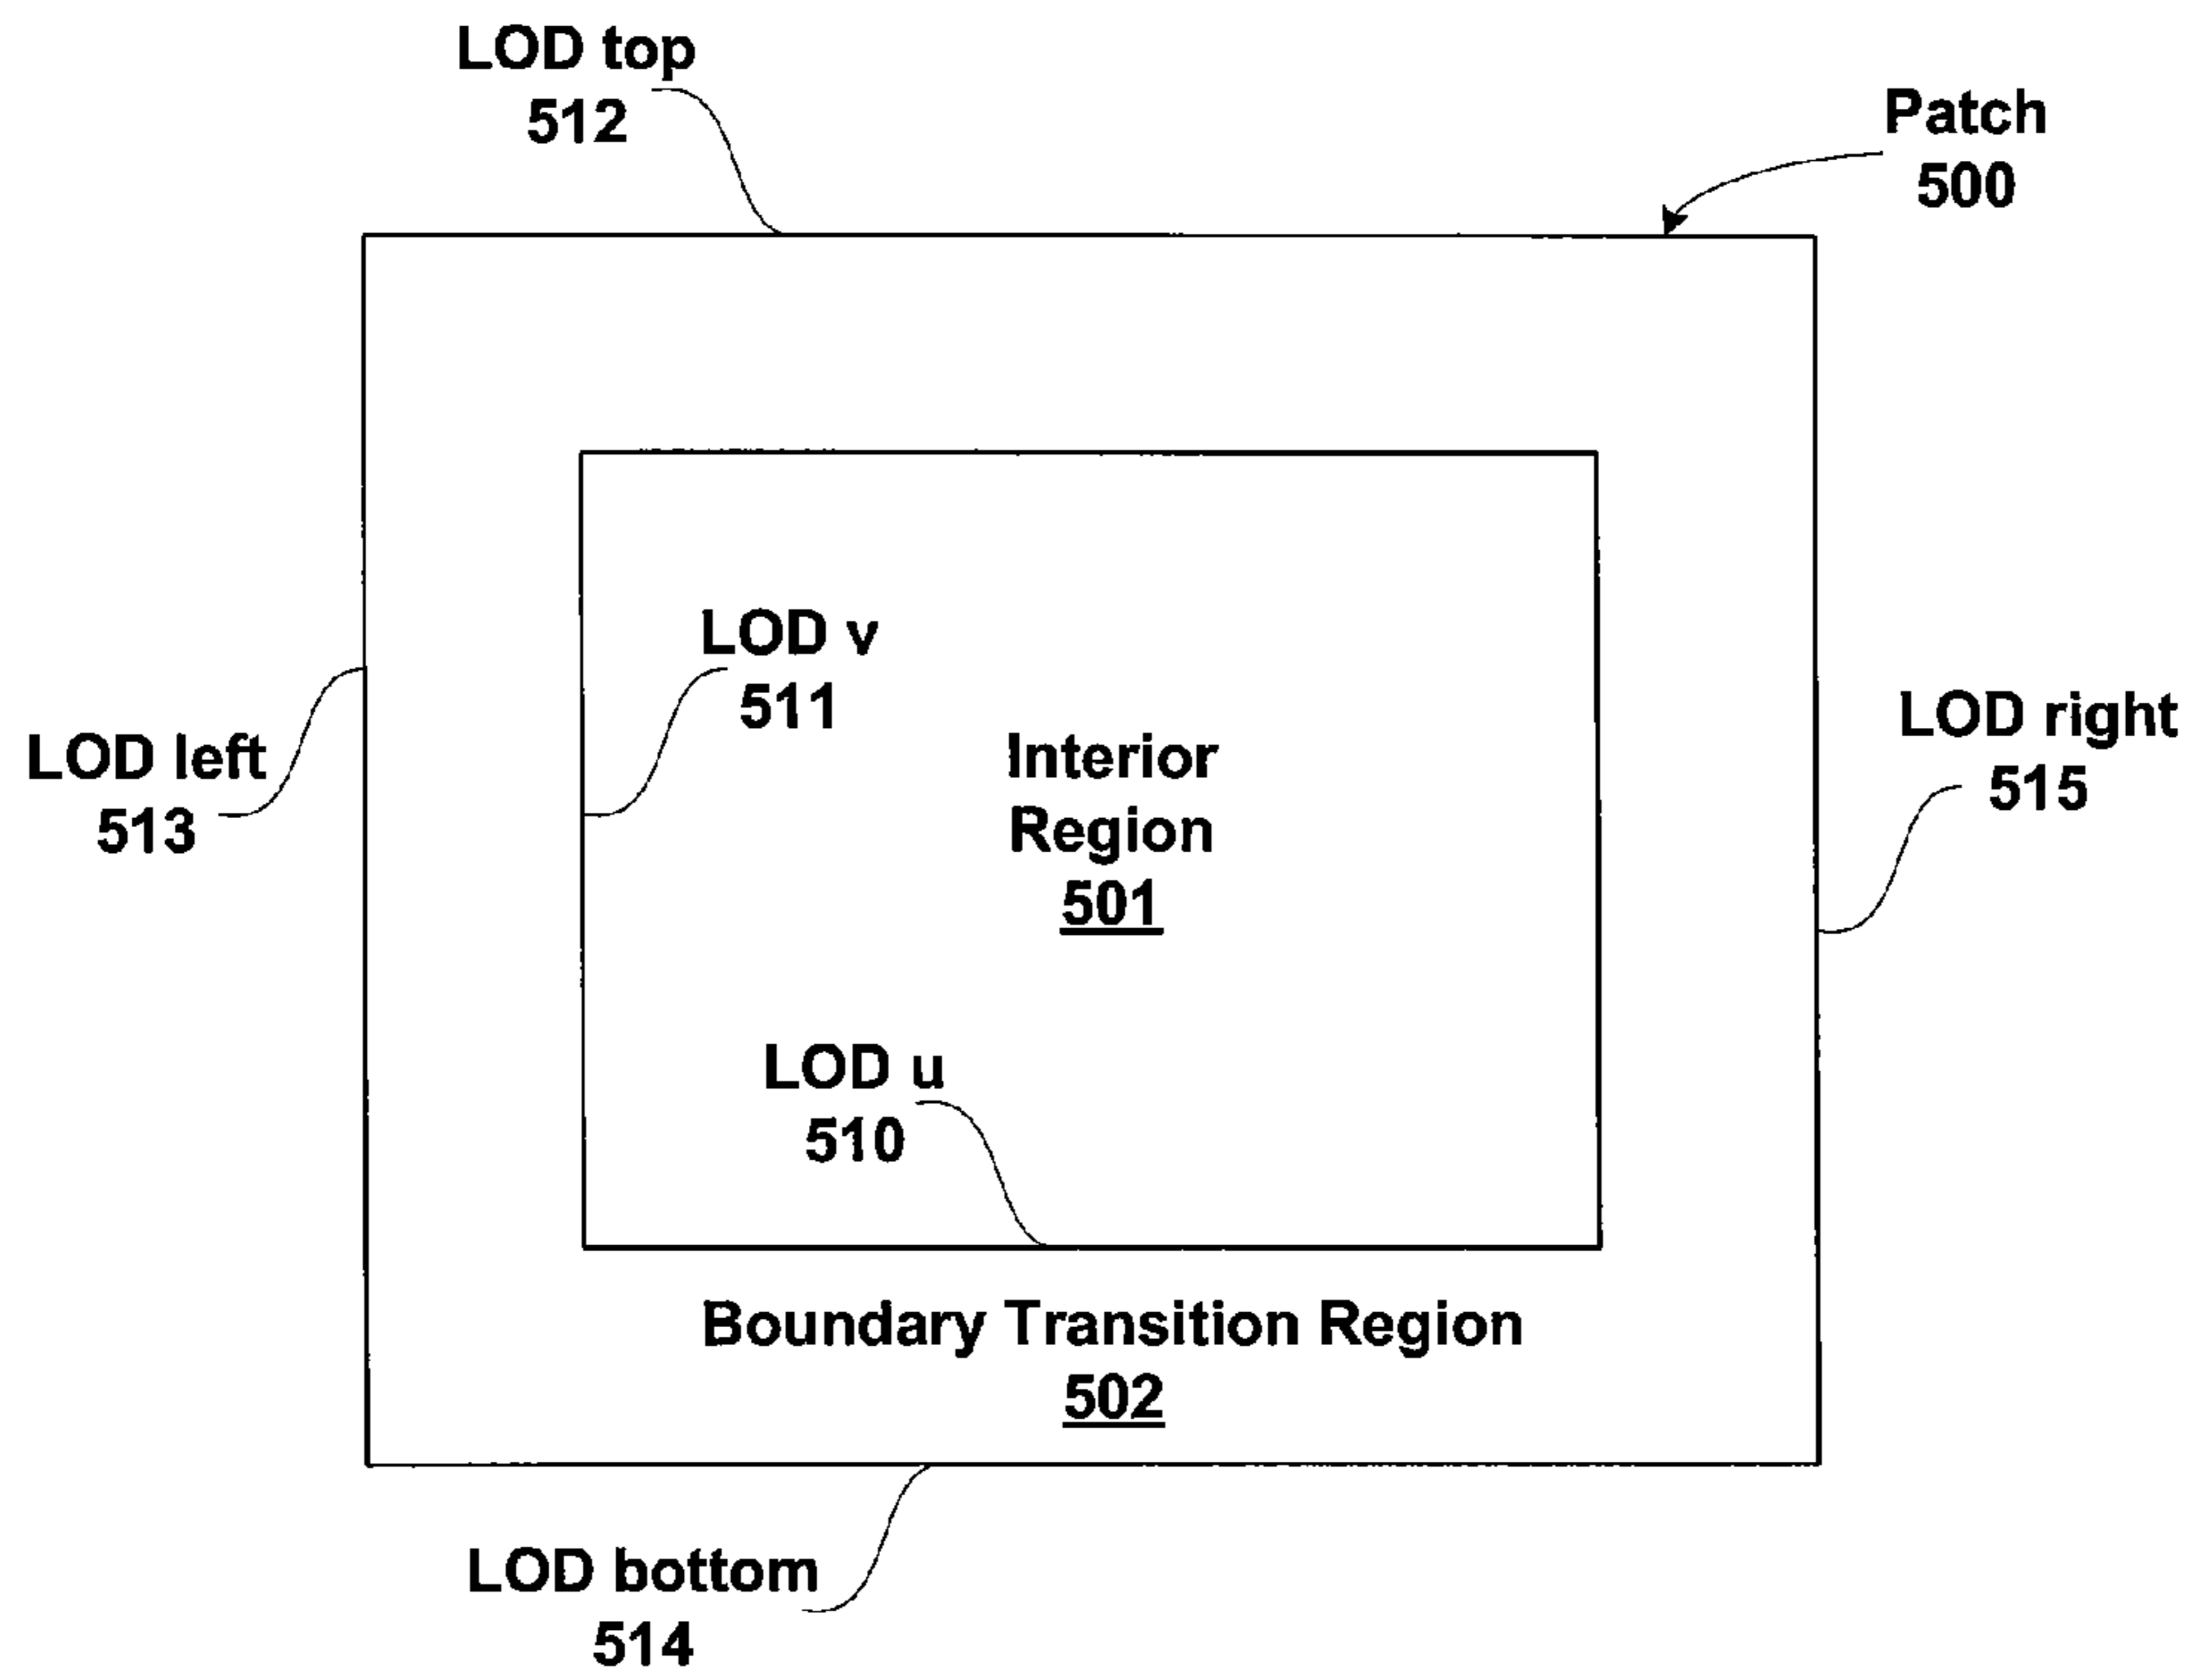 LOD top
512
Patch
500
LOD v
511
LOD left
513
Interior
Region
501
LOD right
515
LOD u
510
Boundary Transition Region
502
LOD bottom
514